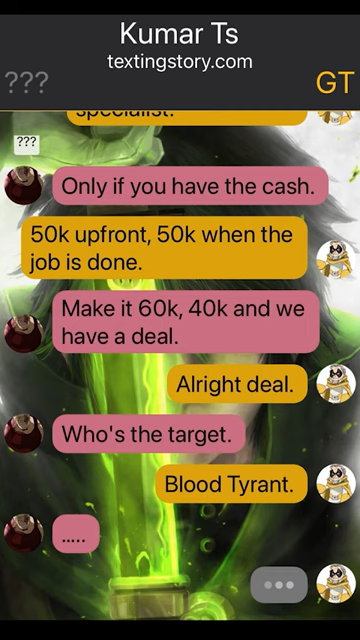 Kumar Ts
textingstory.com
???
GT
specialist.
???
Only if you have the cash.
50k upfront, 50k when the
job is done.
Make it 60k, 40k and we
have a deal.
Alright deal.
Who's the target.
Blood Tyrant.
.....